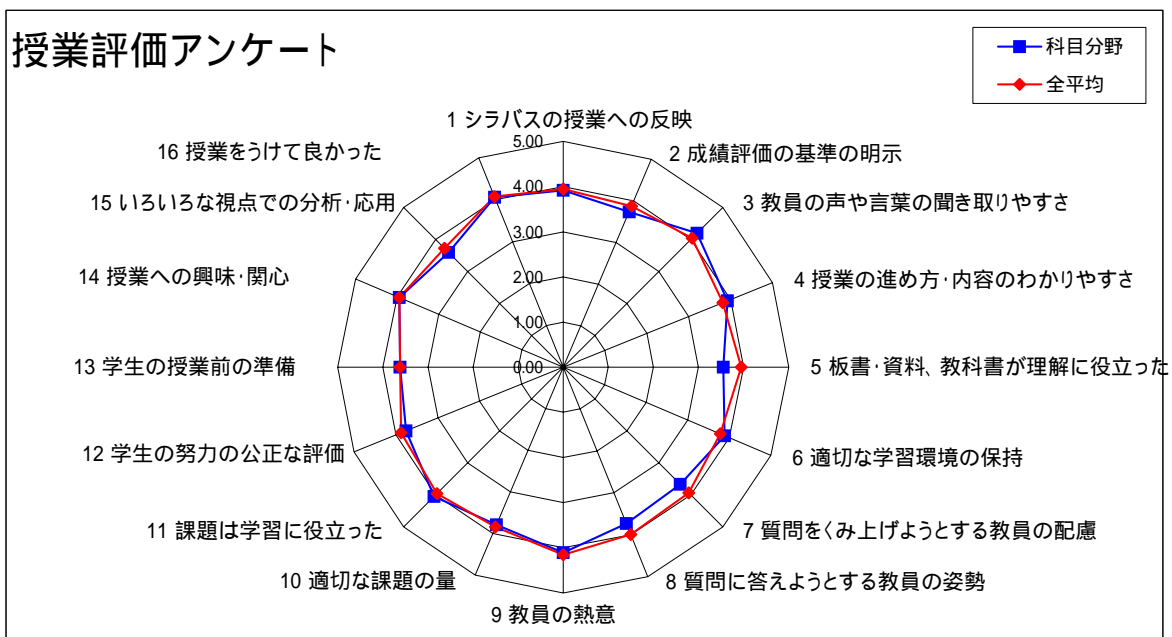 授業評価アンケート
科目分野
全平均
1 シラバスの授業への反映
2 成績評価の基準の明示
3 教員の声や言葉の聞き取りやすさ
4 授業の進め方・内容のわかりやすさ
5 板書・資料、教科書が理解に役立った
6 適切な学習環境の保持
7 質問をくみ上げようとする教員の配慮
8 質問に答えようとする教員の姿勢
9 教員の熱意
10 適切な課題の量
11 課題は学習に役立った
12 学生の努力の公正な評価
13 学生の授業前の準備
14 授業への興味・関心
15 いろいろな視点での分析・応用
16 授業をうけて良かった
5.00
4.00
3.00
2.00
1.00
0.00